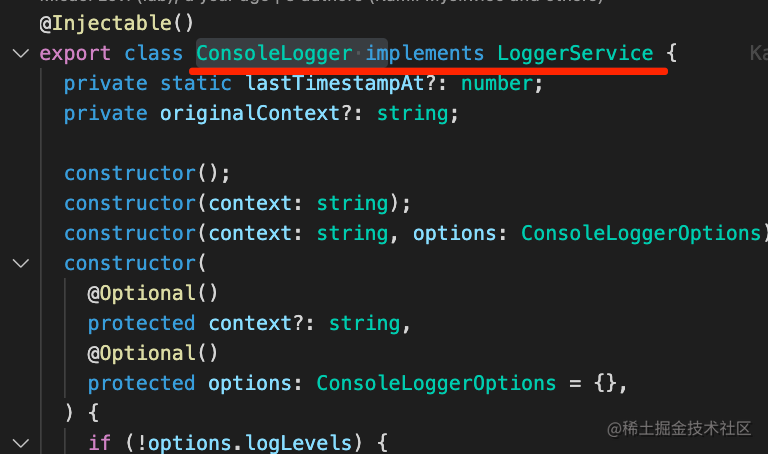 @Injectable()
export class ConsoleLogger implements LoggerService {
private static lastTimestampAt?: number;
private originalContext?: string;
constructor();
constructor(context: string);
constructor(context: string, options: ConsoleLoggerOptions)
constructor(
@Optional()
protected context?: string,
@Optional()
protected options: ConsoleLoggerOptions = {},
) {
if (!options.logLevels) {
@稀土掘金技术社区